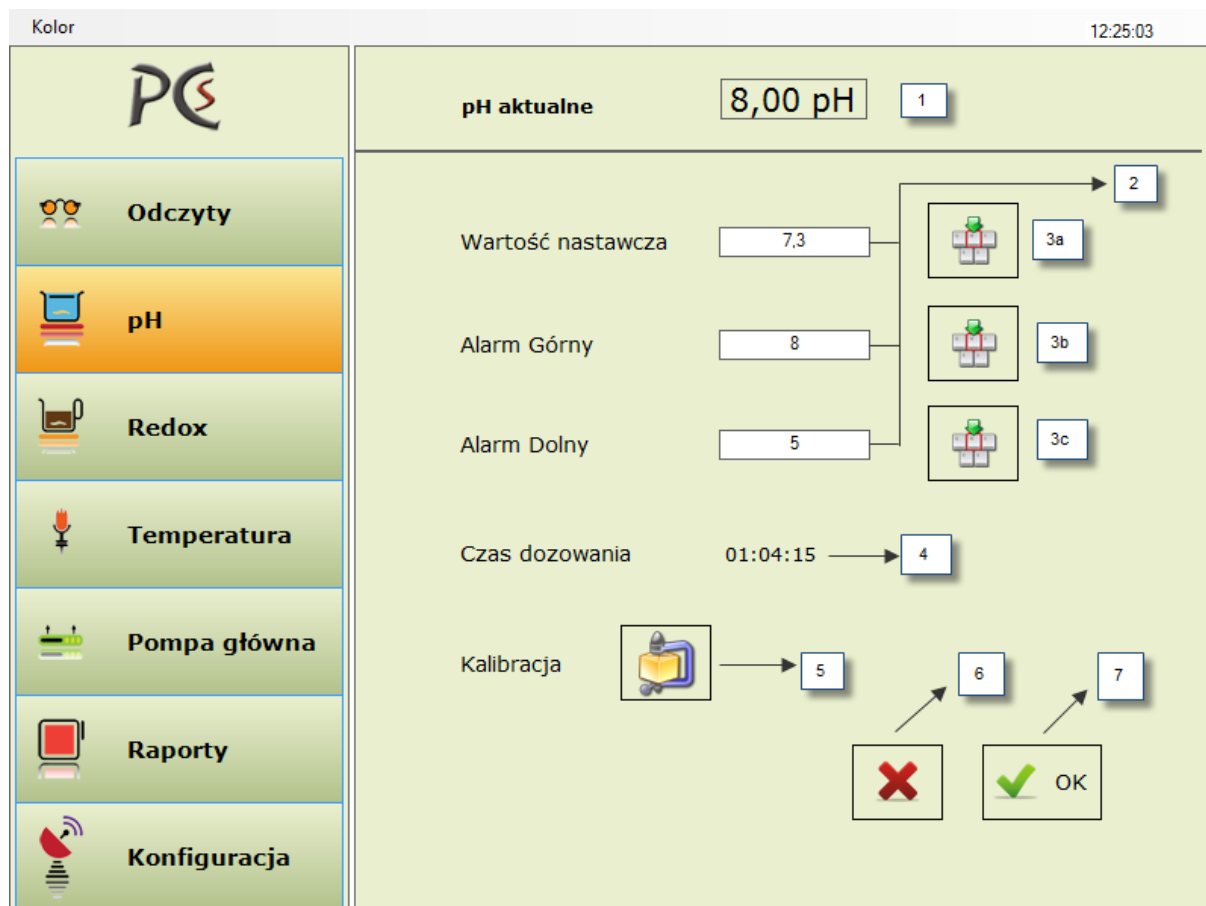 Kolor
12:25:03
PCs
Odczyty
pH
Redox
Temperatura
Pompa główna
Raporty
Konfiguracja
pH aktualne 8,00 pH 1
2
Wartość nastawcza 7,3 3a
Alarm Górny 8 3b
Alarm Dolny 5 3c
Czas dozowania 01:04:15 4
Kalibracja 5
6 7
OK